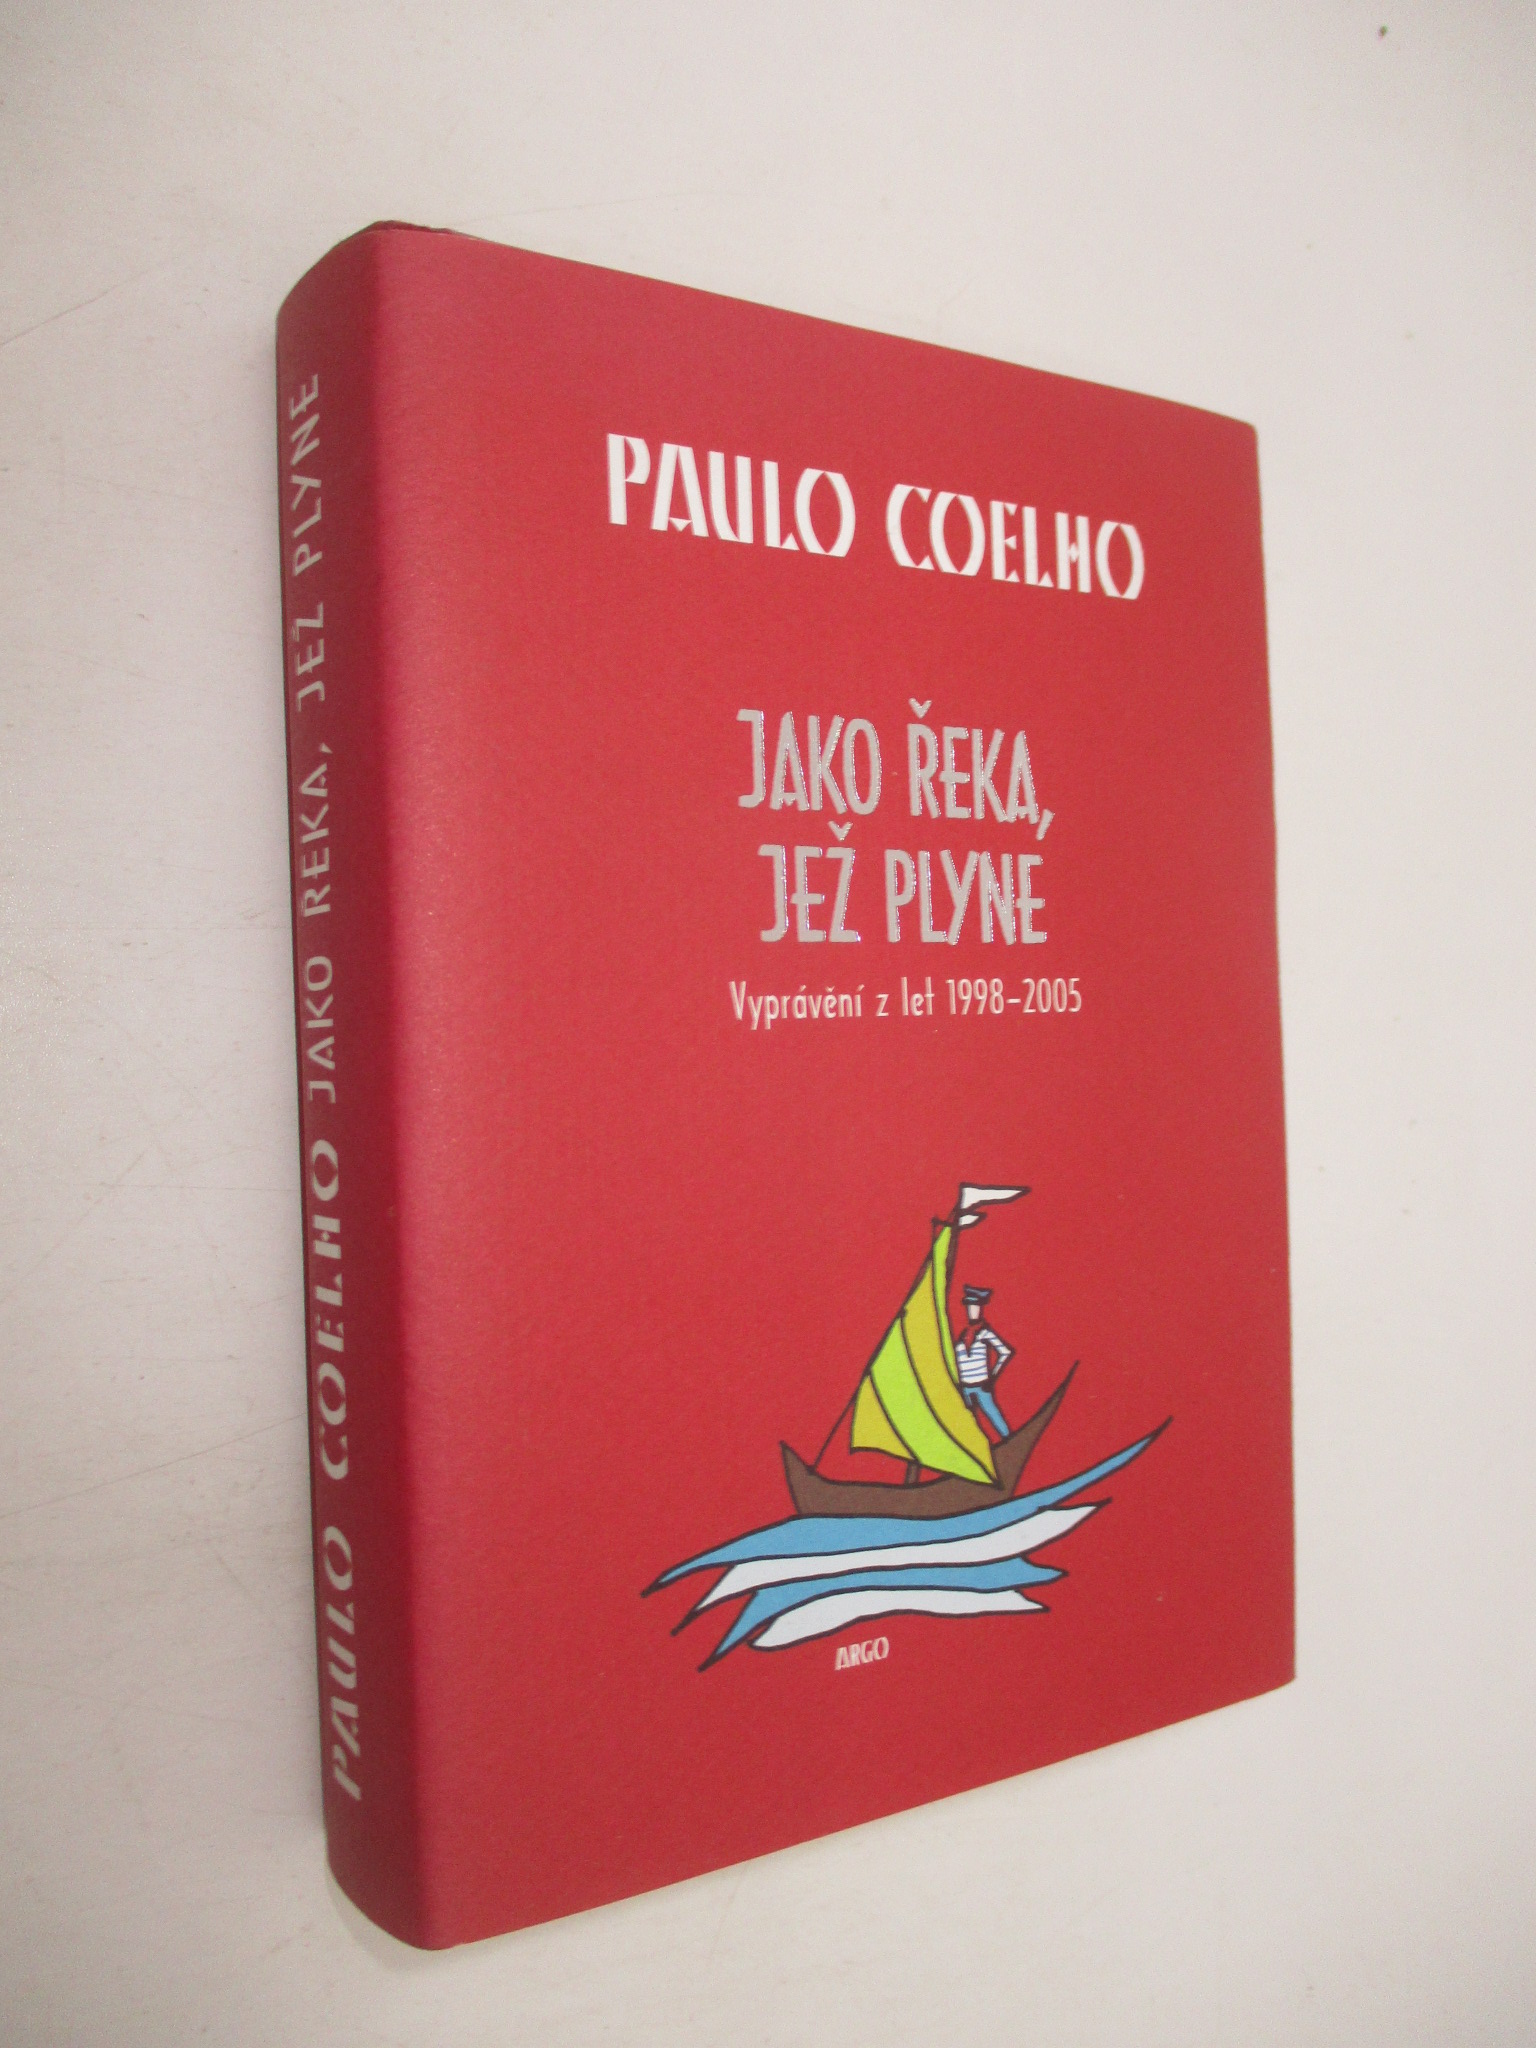 PAULO COELHO JAKO ŘEKA, JEŽ PLYNE
PAULO COELHO
JAKO ŘEKA,
JEŽ PLYNE
Vyprávění z let 1998–2005
ARGO